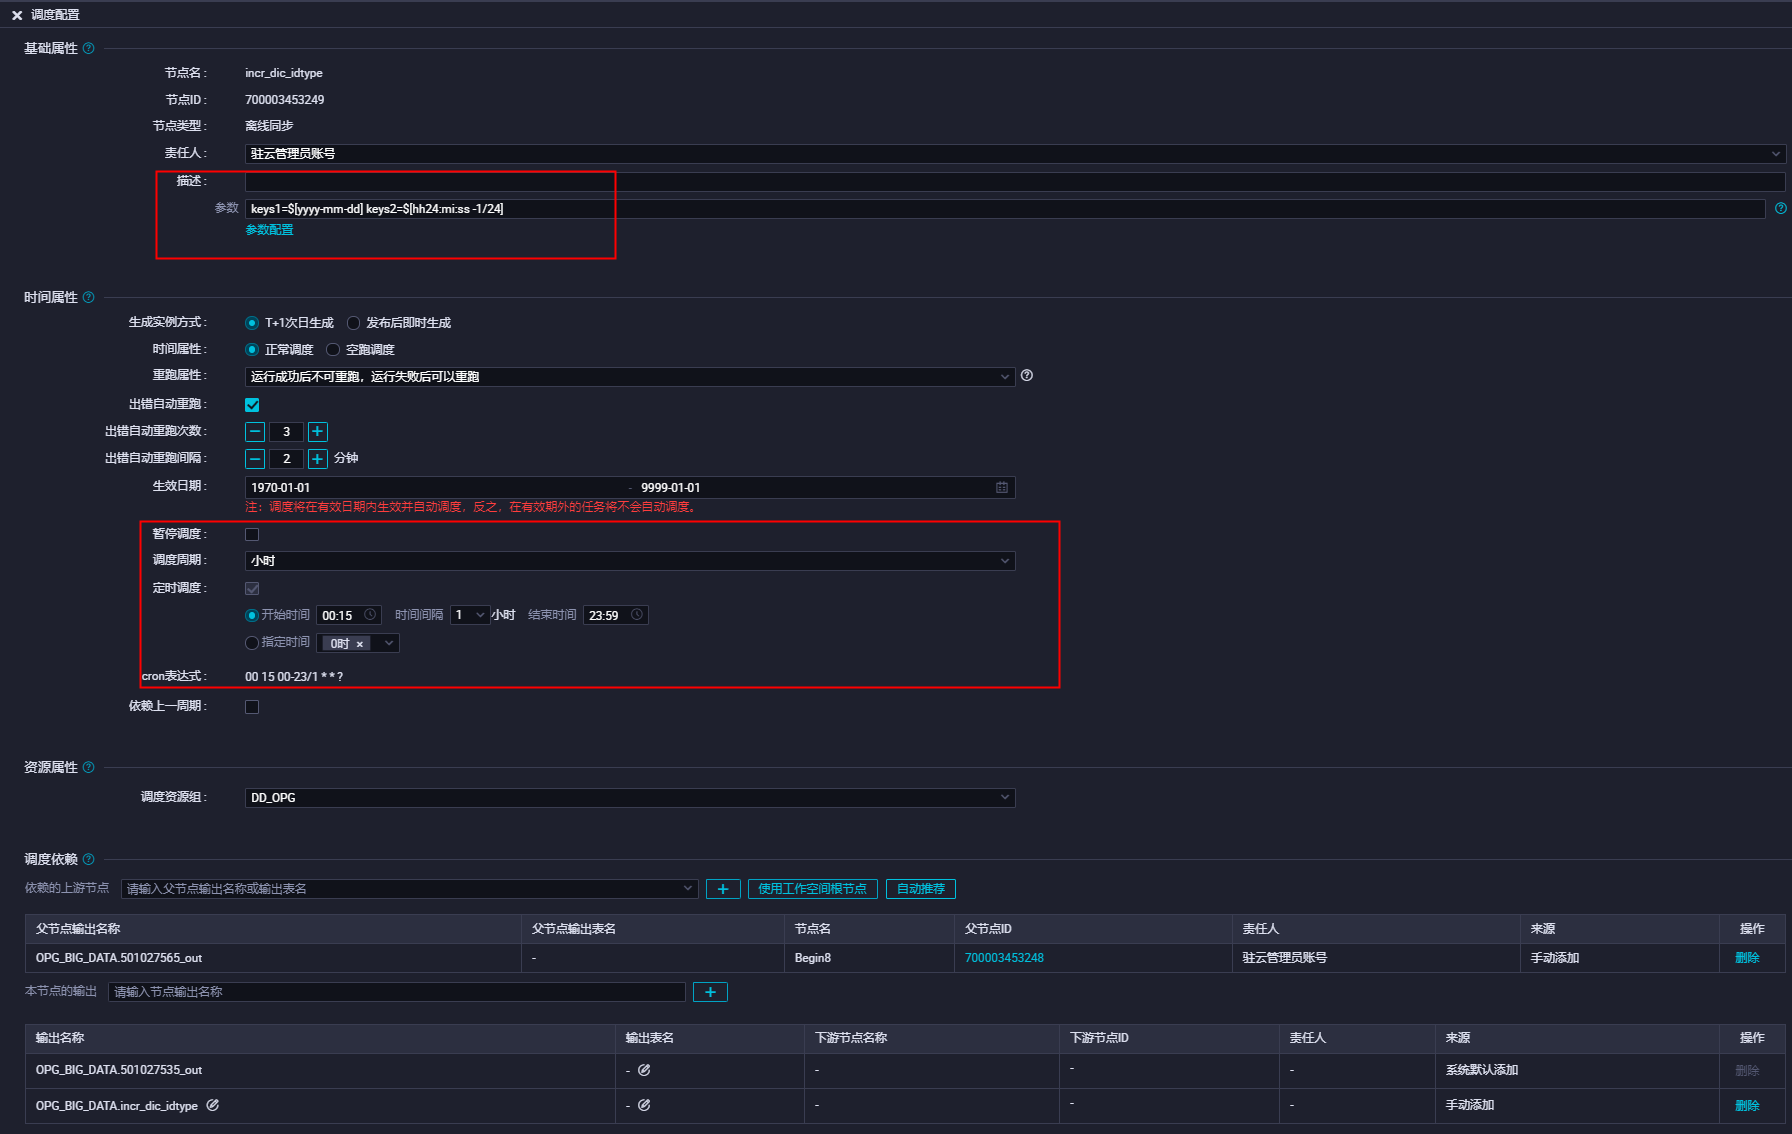 调度配置
基础属性
节点名： incr_dic_idtype
节点ID： 700003453249
节点类型： 离线同步
责任人： 驻云管理员账号
描述：
参数 keys1=$[yyyy-mm-dd] keys2=$[hh24:mi:ss -1/24]
参数配置
时间属性
生成实例方式： T+1次日生成 发布后即时生成
时间属性： 正常调度 空跑调度
重跑属性： 运行成功后不可重跑，运行失败后可以重跑
出错自动重跑：
出错自动重跑次数： 3
出错自动重跑间隔： 2 分钟
生效日期： 1970-01-01 - 9999-01-01
注：调度将在有效日期内生效并自动调度，反之，在有效期外的任务将不会自动调度。
暂停调度：
调度周期： 小时
定时调度：
开始时间 00:15 时间间隔 1 小时 结束时间 23:59
指定时间 0时 ×
cron表达式： 00 15 00-23/1 * * ?
依赖上一周期：
资源属性
调度资源组： DD_OPG
调度依赖
依赖的上游节点 请输入父节点输出名称或输出表名 + 使用工作空间根节点 自动推荐
父节点输出名称 父节点输出表名 节点名 父节点ID 责任人 来源 操作
OPG_BIG_DATA.501027565_out - Begin8 700003453248 驻云管理员账号 手动添加 删除
本节点的输出 请输入节点输出名称 +
输出名称 输出表名 下游节点名称 下游节点ID 责任人 来源 操作
OPG_BIG_DATA.501027535_out - - - - 系统默认添加 删除
OPG_BIG_DATA.incr_dic_idtype - - - - 手动添加 删除